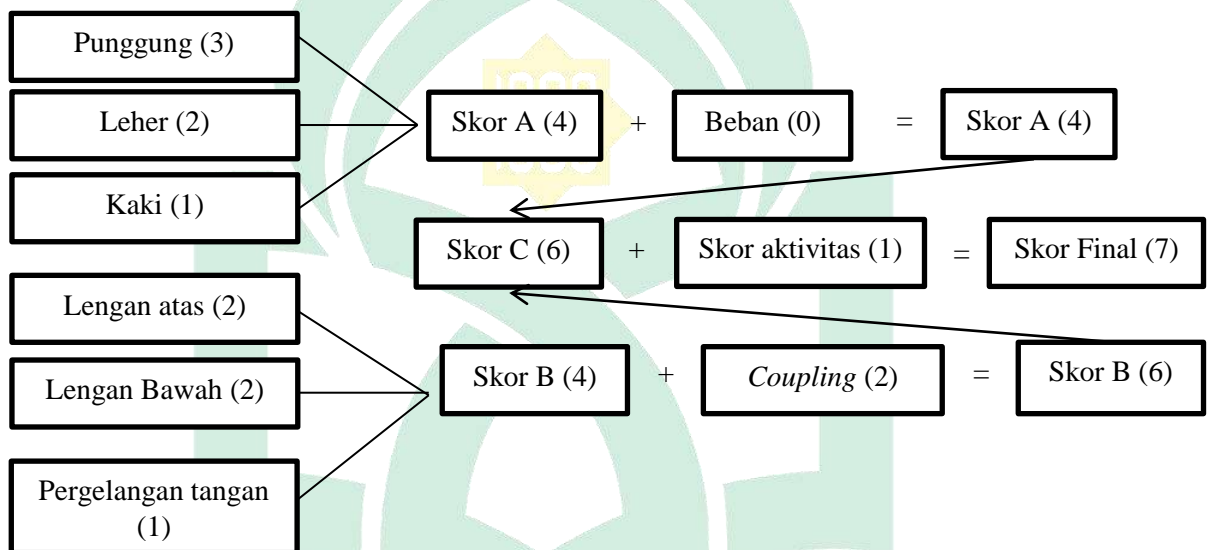 Punggung (3)
Leher (2)
Kaki (1)
Skor A (4) + Beban (0) = Skor A (4)
Skor C (6) + Skor aktivitas (1) = Skor Final (7)
Lengan atas (2)
Lengan Bawah (2)
Pergelangan tangan
(1)
Skor B (4) + Coupling (2) = Skor B (6)